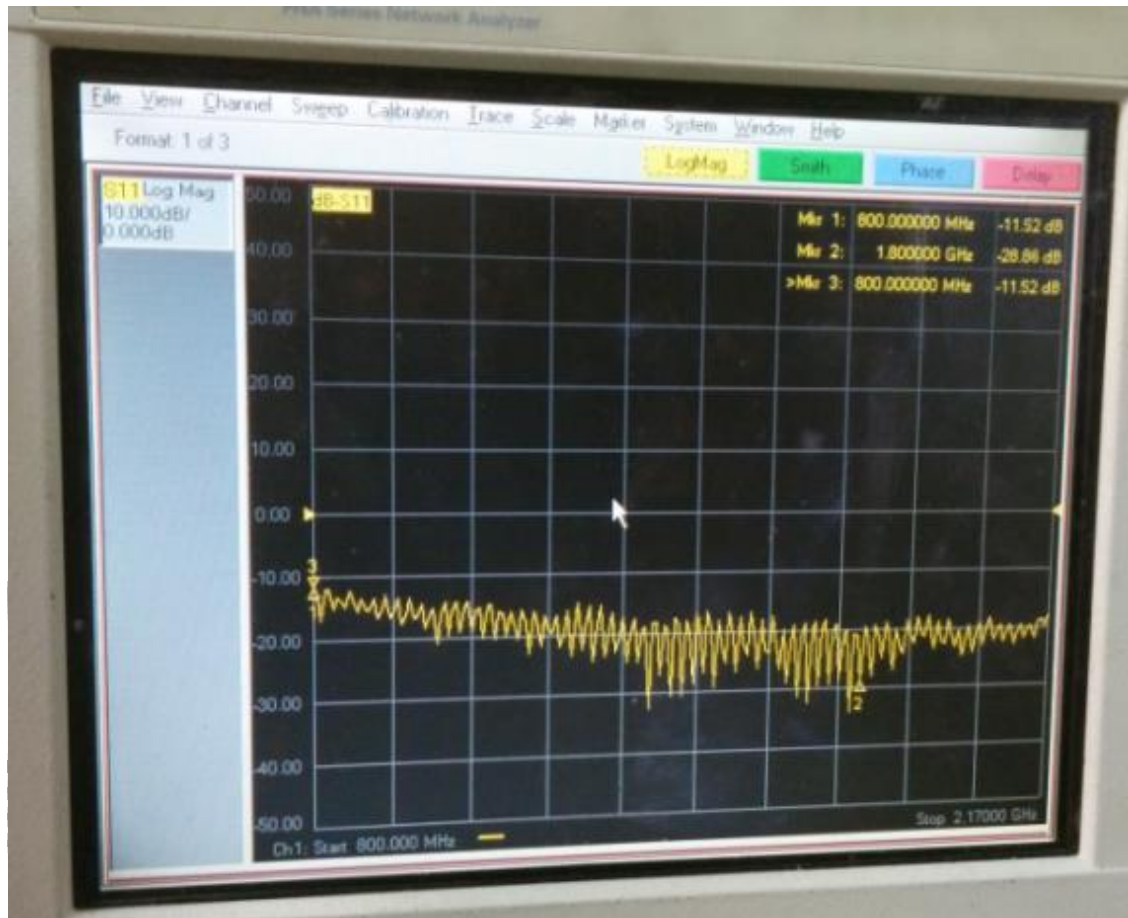 PNA Series Network Analyzer
File View Channel Sweep Calibration Trace Scale Marker System Window Help
Format: 1 of 3
LogMag Smith Phase Delay
S11 Log Mag
10.000dB/
0.000dB
50.00
dB-S11
Mkr 1: 800.000000 MHz -11.52 dB
40.00
Mkr 2: 1.800000 GHz -28.86 dB
>Mkr 3: 800.000000 MHz -11.52 dB
30.00
20.00
10.00
0.00
3
-10.00
1
-20.00
-30.00
2
-40.00
-50.00
Ch1: Start 800.000 MHz
Stop 2.17000 GHz